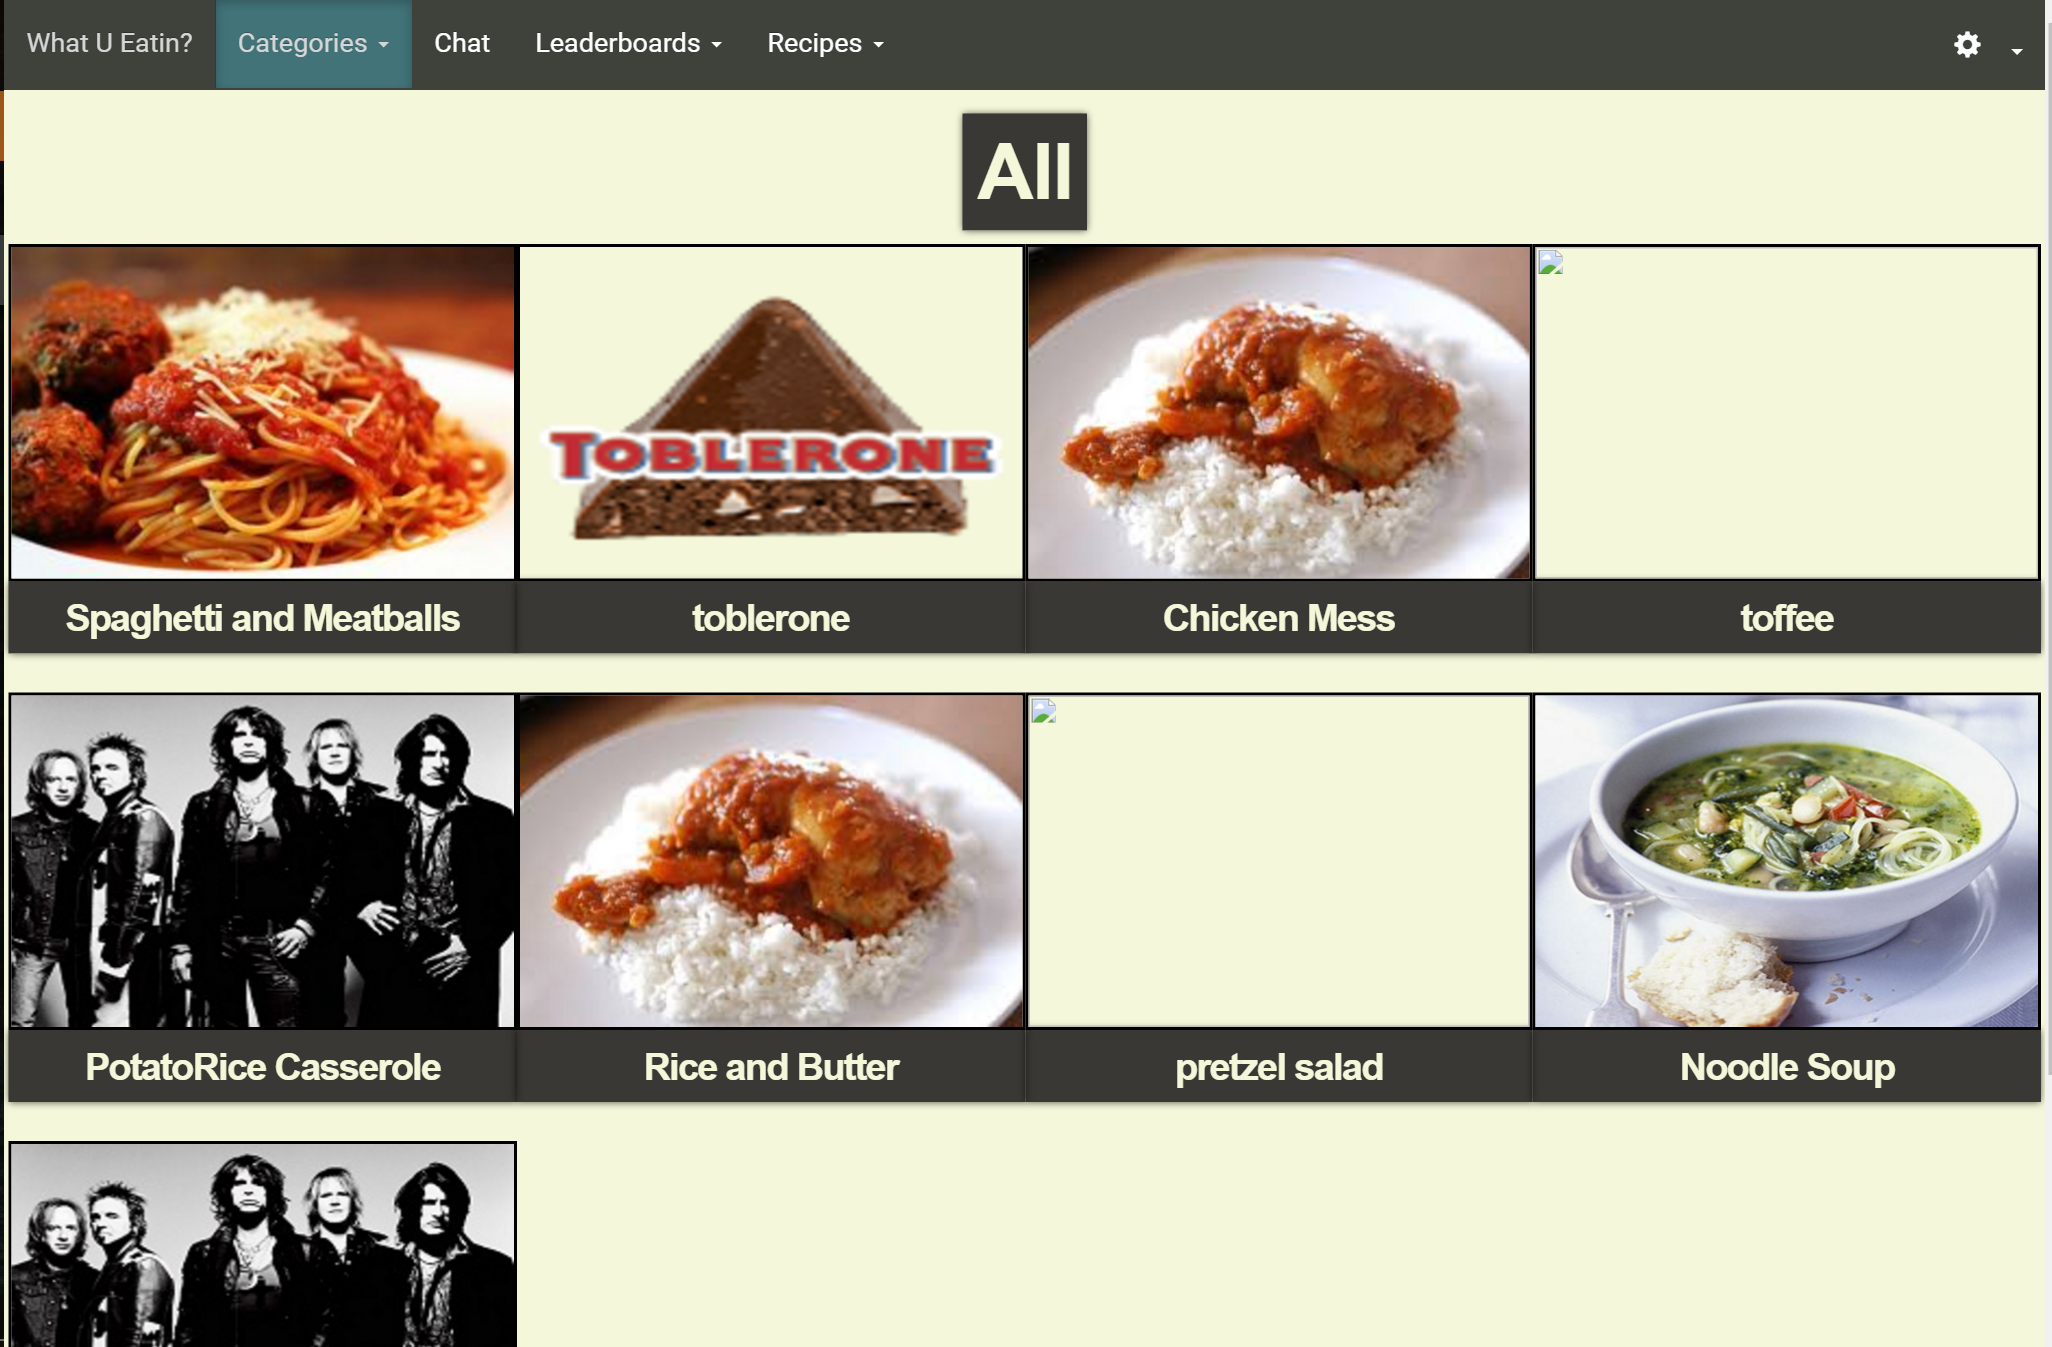 What U Eatin? Categories Chat Leaderboards Recipes
All
TOBLERONE
Spaghetti and Meatballs toblerone Chicken Mess toffee
PotatoRice Casserole Rice and Butter pretzel salad Noodle Soup